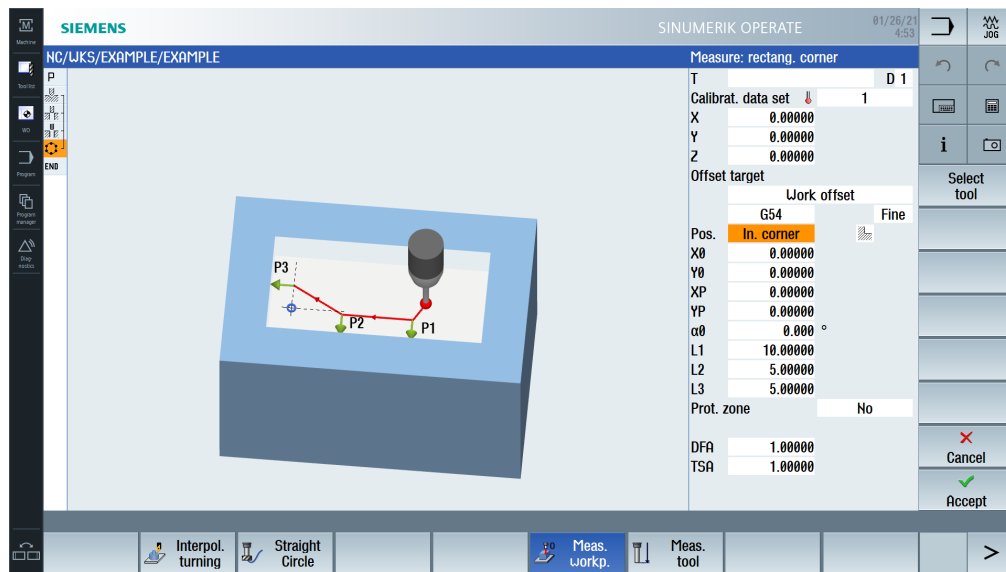 M
Machine
SIEMENS
SINUMERIK OPERATE
01/26/21
4:53
JOG
NC/WKS/EXAMPLE/EXAMPLE
Measure: rectang. corner
Tool list
P
T
D 1
Calibrat. data set
1
X
0.00000
WO
Y
0.00000
Z
0.00000
i
END
Offset target
Program
Work offset
Select
tool
G54
Fine
Program
manager
Pos.
In. corner
X0
0.00000
Diag-
nostics
Y0
0.00000
XP
0.00000
YP
0.00000
α0
0.000 °
L1
10.00000
L2
5.00000
L3
5.00000
Prot. zone
No
DFA
1.00000
TSA
1.00000
P3
P2
P1
Cancel
Accept
Interpol.
turning
Straight
Circle
Meas.
workp.
Meas.
tool
>